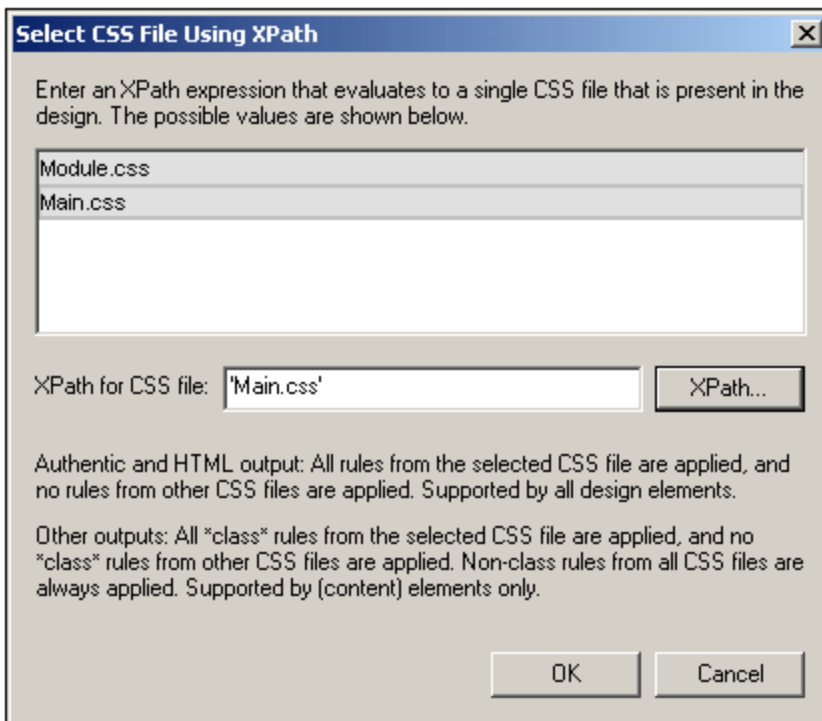 Select CSS File Using XPath
Enter an XPath expression that evaluates to a single CSS file that is present in the
design. The possible values are shown below.
Module.css
Main.css
XPath for CSS file: 'Main.css' XPath...
Authentic and HTML output: All rules from the selected CSS file are applied, and
no rules from other CSS files are applied. Supported by all design elements.
Other outputs: All *class* rules from the selected CSS file are applied, and no
*class* rules from other CSS files are applied. Non-class rules from all CSS files are
always applied. Supported by (content) elements only.
OK Cancel